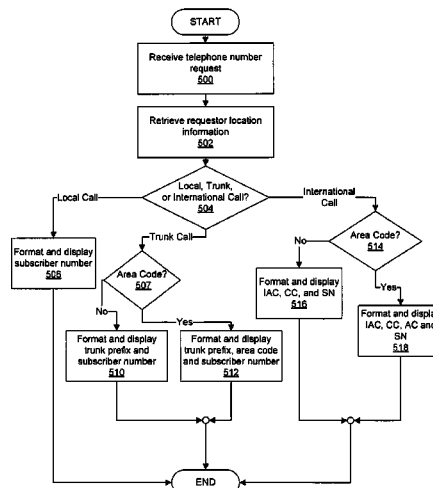 START
Receive telephone number
request
500
Retrieve requestor location
information
502
Local, Trunk,
or International Call?
504
Local Call
International
Call
Trunk Call
Format and display
subscriber number
506
Area Code?
507
No
Yes
Area Code?
514
No
Yes
Format and display
IAC, CC, and SN
516
Format and display
IAC, CC, AC and
SN
518
Format and display
trunk prefix and
subscriber number
510
Format and display
trunk prefix, area code
and subscriber number
512
END